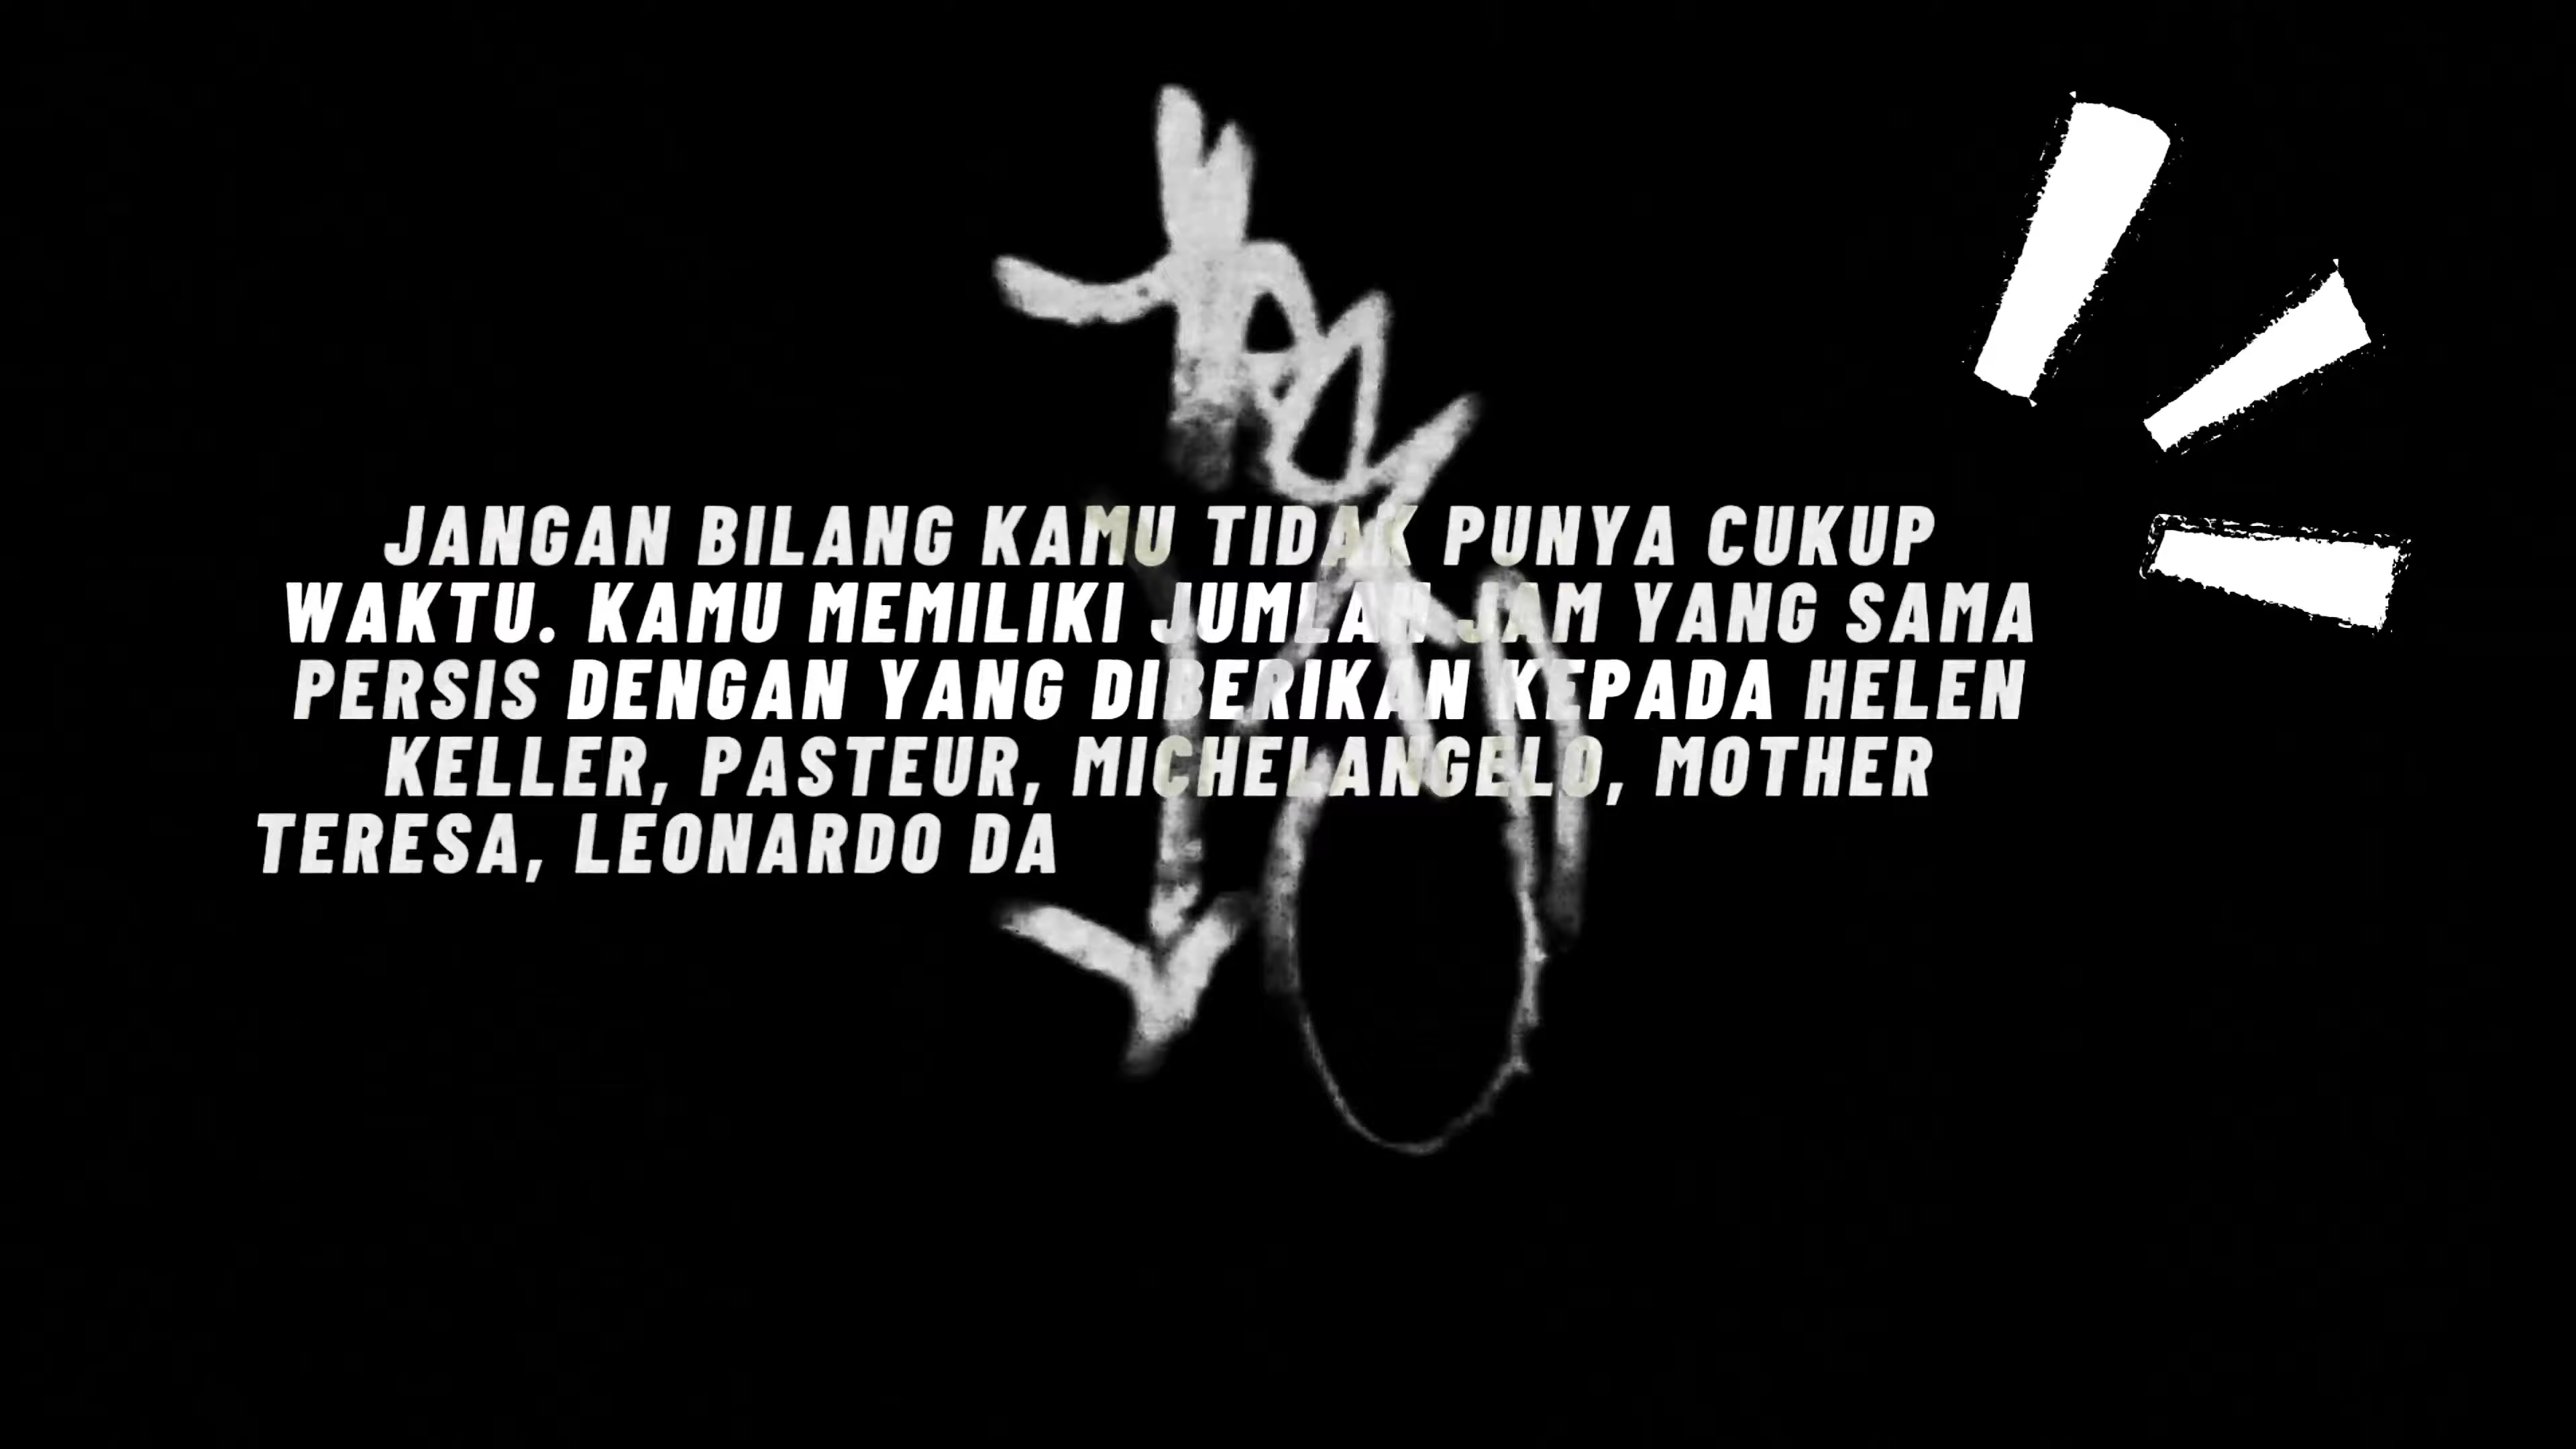 JANGAN BILANG KAMU TIDAK PUNYA CUKUP
WAKTU. KAMU MEMILIKI JUMLAH JAM YANG SAMA
PERSIS DENGAN YANG DIBERIKAN KEPADA HELEN
KELLER, PASTEUR, MICHELANGELO, MOTHER
TERESA, LEONARDO DA